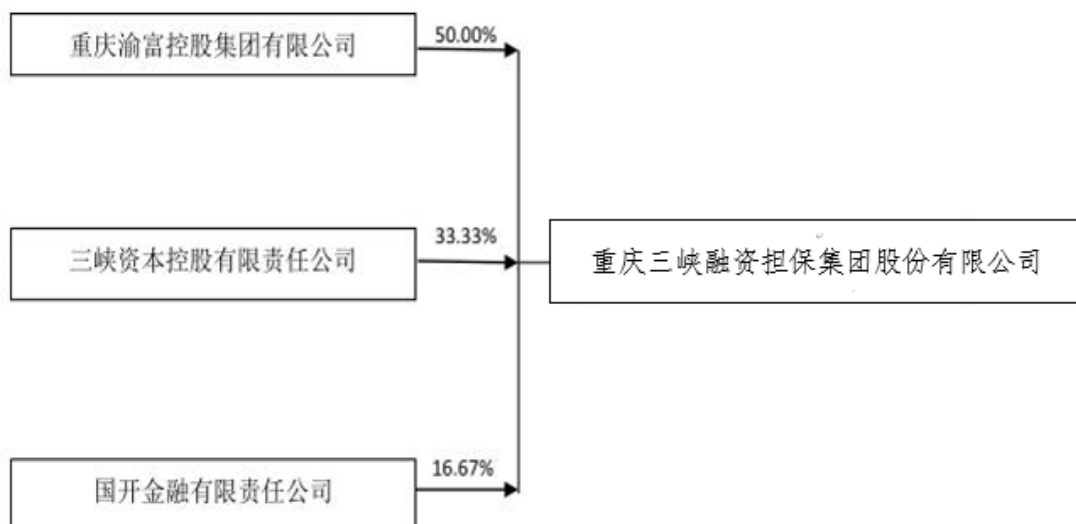 重庆渝富控股集团有限公司
50.00%
三峡资本控股有限责任公司
33.33%
重庆三峡融资担保集团股份有限公司
国开金融有限责任公司
16.67%